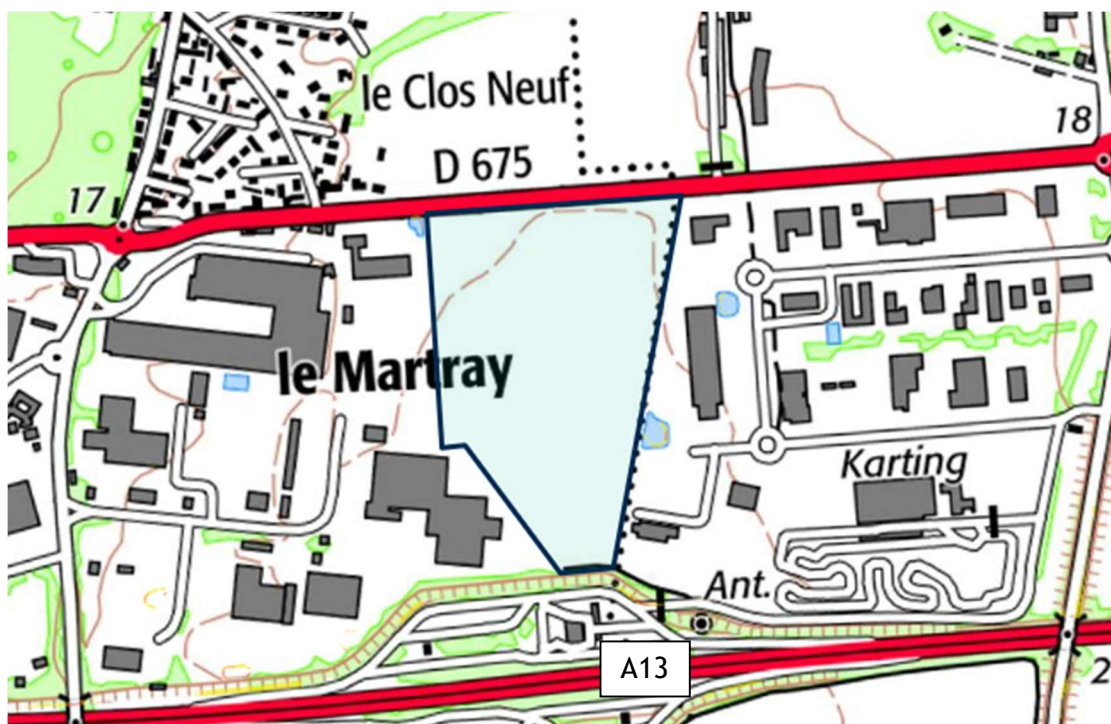 le Clos Neuf
18
D 675
17
le Martray
Karting
Ant.
A13
2